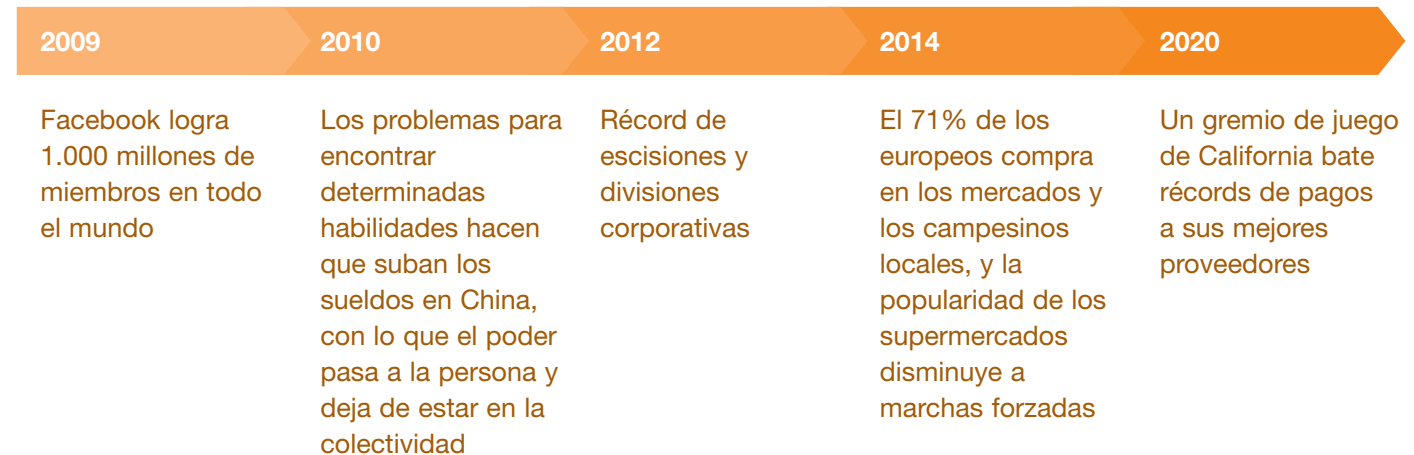 2009
Facebook logra
1.000 millones de
miembros en todo
el mundo
2010
Los problemas para
encontrar
determinadas
habilidades hacen
que suban los
sueldos en China,
con lo que el poder
pasa a la persona y
deja de estar en la
colectividad
2012
Récord de
escisiones y
divisiones
corporativas
2014
El 71% de los
europeos compra
en los mercados y
los campesinos
locales, y la
popularidad de los
supermercados
disminuye a
marchas forzadas
2020
Un gremio de juego
de California bate
récords de pagos
a sus mejores
proveedores